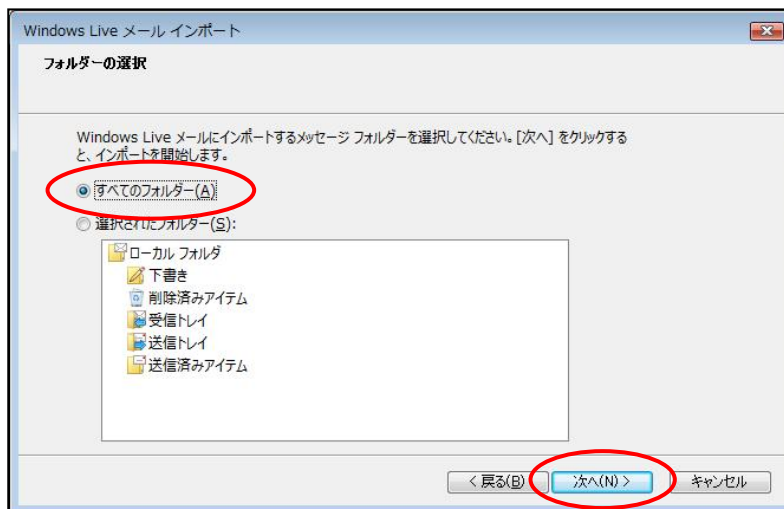 Windows Live メール インポート
フォルダーの選択
Windows Live メールにインポートするメッセージ フォルダーを選択してください。[次へ] をクリックする
と、インポートを開始します。
すべてのフォルダー(A)
選択されたフォルダー(S):
ローカル フォルダ
下書き
削除済みアイテム
受信トレイ
送信トレイ
送信済みアイテム
< 戻る(B)
次へ(N) >
キャンセル